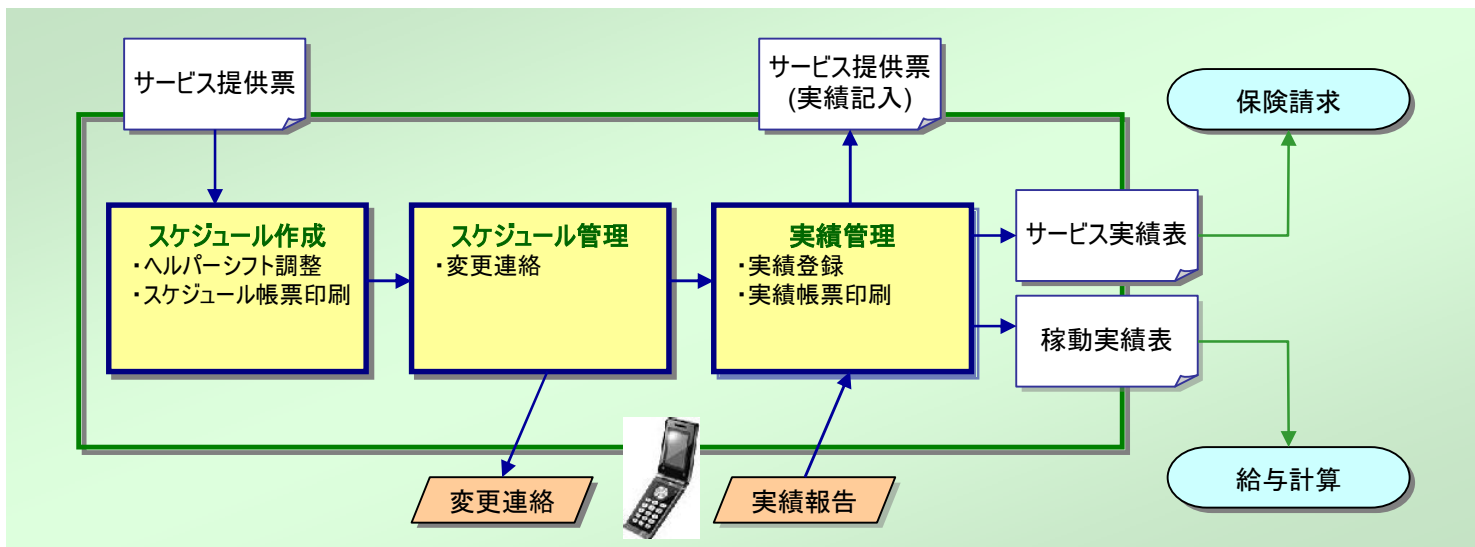 サービス提供票
サービス提供票
(実績記入)
保険請求
スケジュール作成
・ヘルパーシフト調整
・スケジュール帳票印刷
スケジュール管理
・変更連絡
実績管理
・実績登録
・実績帳票印刷
サービス実績表
稼動実績表
変更連絡
実績報告
給与計算